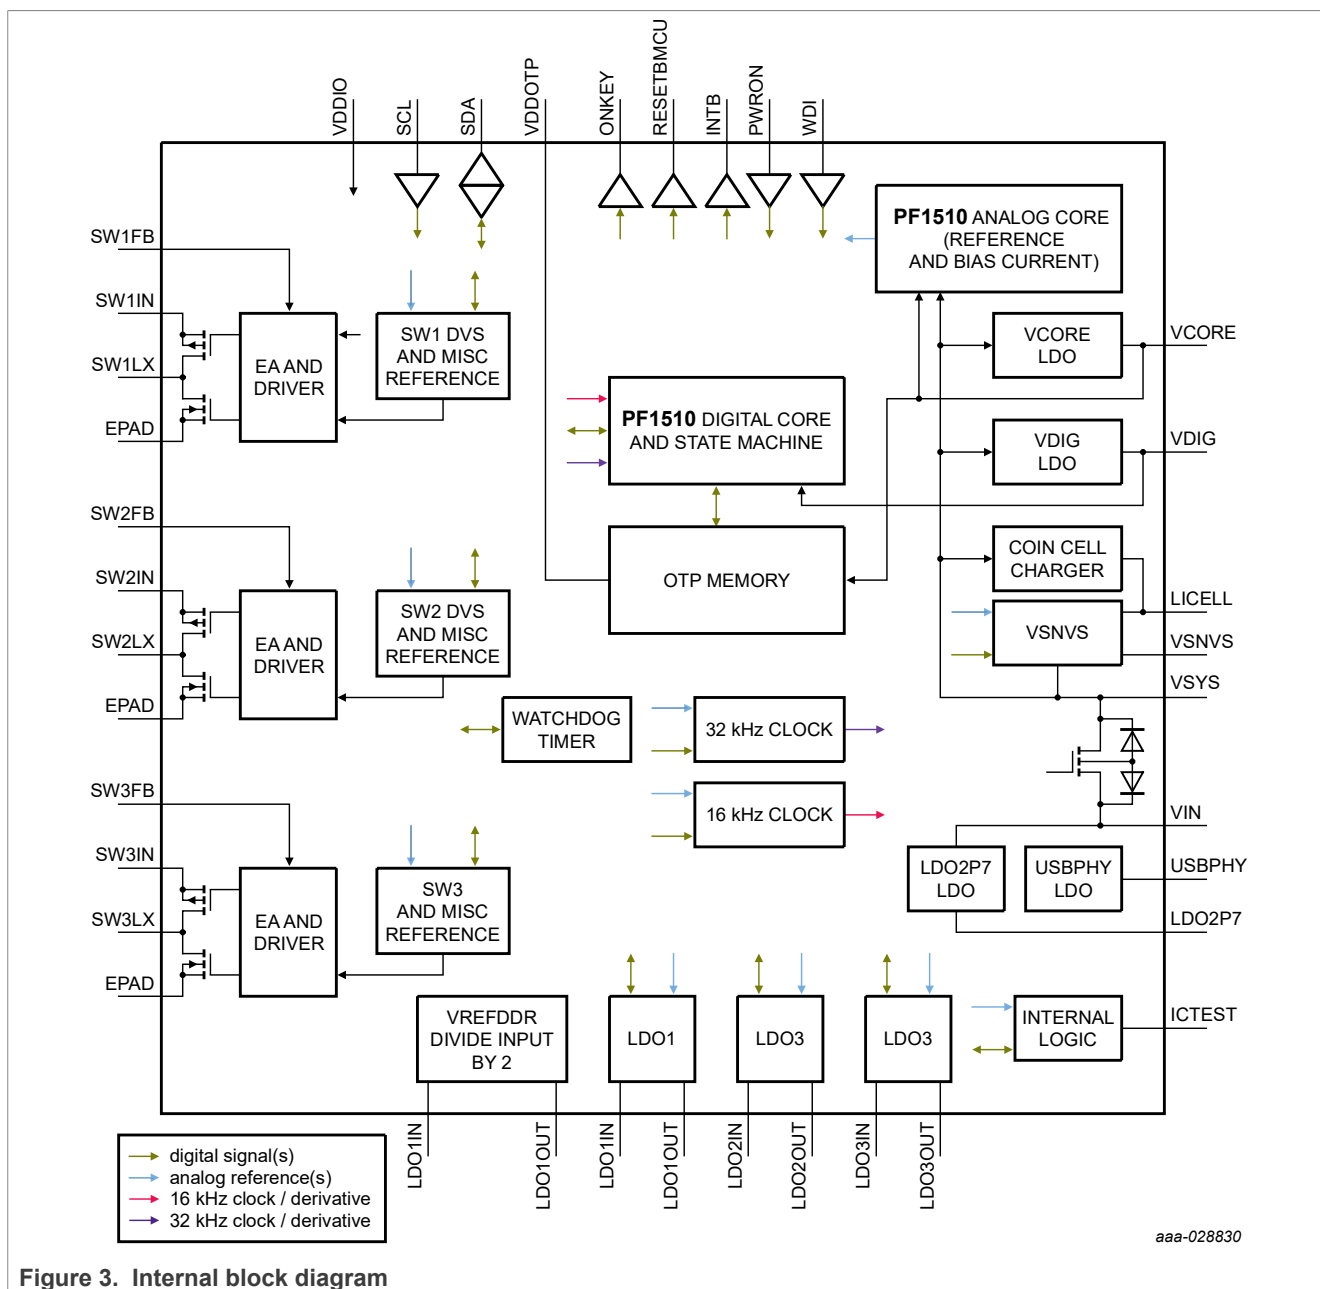 VDDIO
SCL
SDA
VDDOTP
ONKEY
RESETBMCU
INTB
PWRON
WDI
SW1FB
SW1IN
SW1LX
EPAD
EA AND
DRIVER
SW1 DVS
AND MISC
REFERENCE
PF1510 ANALOG CORE
(REFERENCE
AND BIAS CURRENT)
VCORE
LDO
VCORE
PF1510 DIGITAL CORE
AND STATE MACHINE
VDIG
LDO
VDIG
SW2FB
SW2IN
SW2LX
EPAD
EA AND
DRIVER
SW2 DVS
AND MISC
REFERENCE
OTP MEMORY
COIN CELL
CHARGER
LICELL
VSNVS
VSNVS
VSYS
WATCHDOG
TIMER
32 kHz CLOCK
16 kHz CLOCK
SW3FB
SW3IN
SW3LX
EPAD
EA AND
DRIVER
SW3
AND MISC
REFERENCE
VIN
LDO2P7
LDO
USBPHY
LDO
USBPHY
LDO2P7
VREFDDR
DIVIDE INPUT
BY 2
LDO1
LDO3
LDO3
INTERNAL
LOGIC
ICTEST
LDO1IN
LDO1OUT
LDO1IN
LDO1OUT
LDO2IN
LDO2OUT
LDO3IN
LDO3OUT
digital signal(s)
analog reference(s)
16 kHz clock / derivative
32 kHz clock / derivative
aaa-028830
Figure 3. Internal block diagram